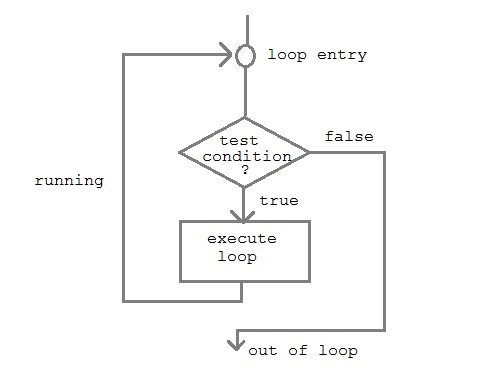 loop entry
test
condition
?
false
running
true
execute
loop
out of loop